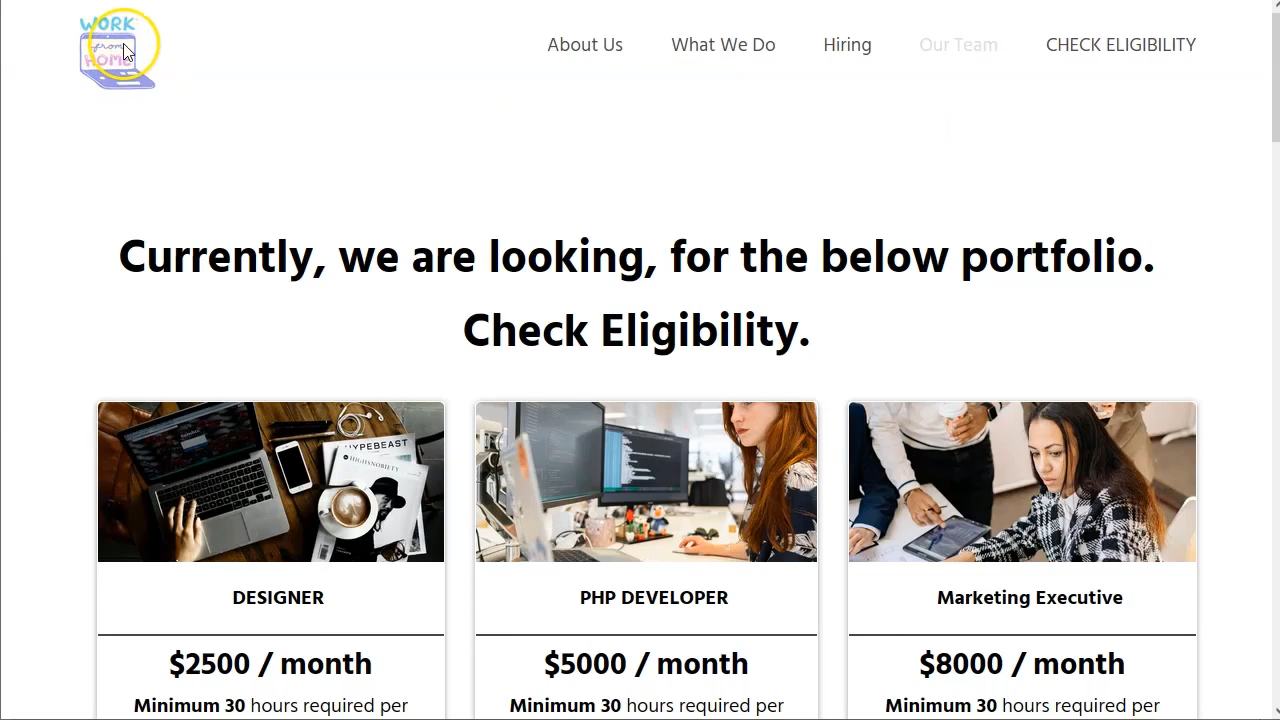 WORK
from
HOME
About Us
What We Do
Hiring
Our Team
CHECK ELIGIBILITY
Currently, we are looking, for the below portfolio.
Check Eligibility.
HYPEBEAST
HIGHSNOBIETY
DESIGNER
PHP DEVELOPER
Marketing Executive
$2500 / month
$5000 / month
$8000 / month
Minimum 30 hours required per
Minimum 30 hours required per
Minimum 30 hours required per